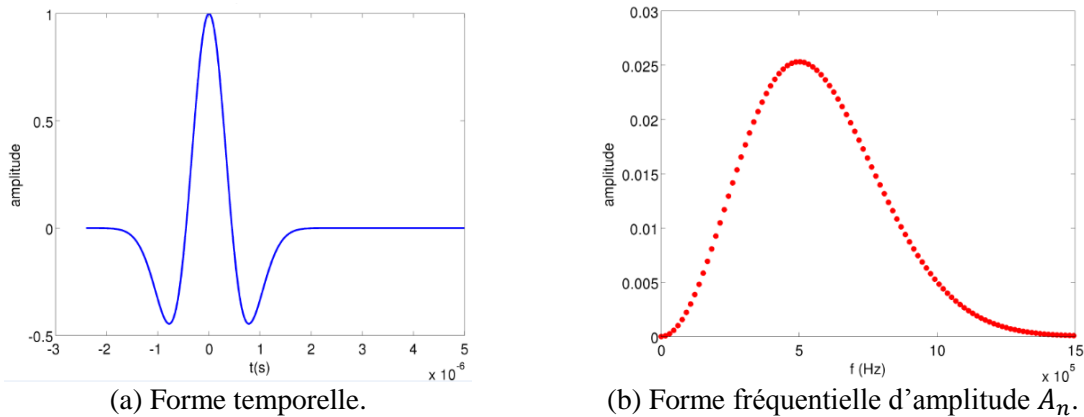 1
0.5
0
-0.5
amplitude
-3 -2 -1 0 1 2 3 4 5
t(s)
x 10^-6
(a) Forme temporelle.
0.03
0.025
0.02
0.015
0.01
0.005
0
amplitude
0 5 10 15
f (Hz)
x 10^5
(b) Forme fréquentielle d’amplitude A_n.